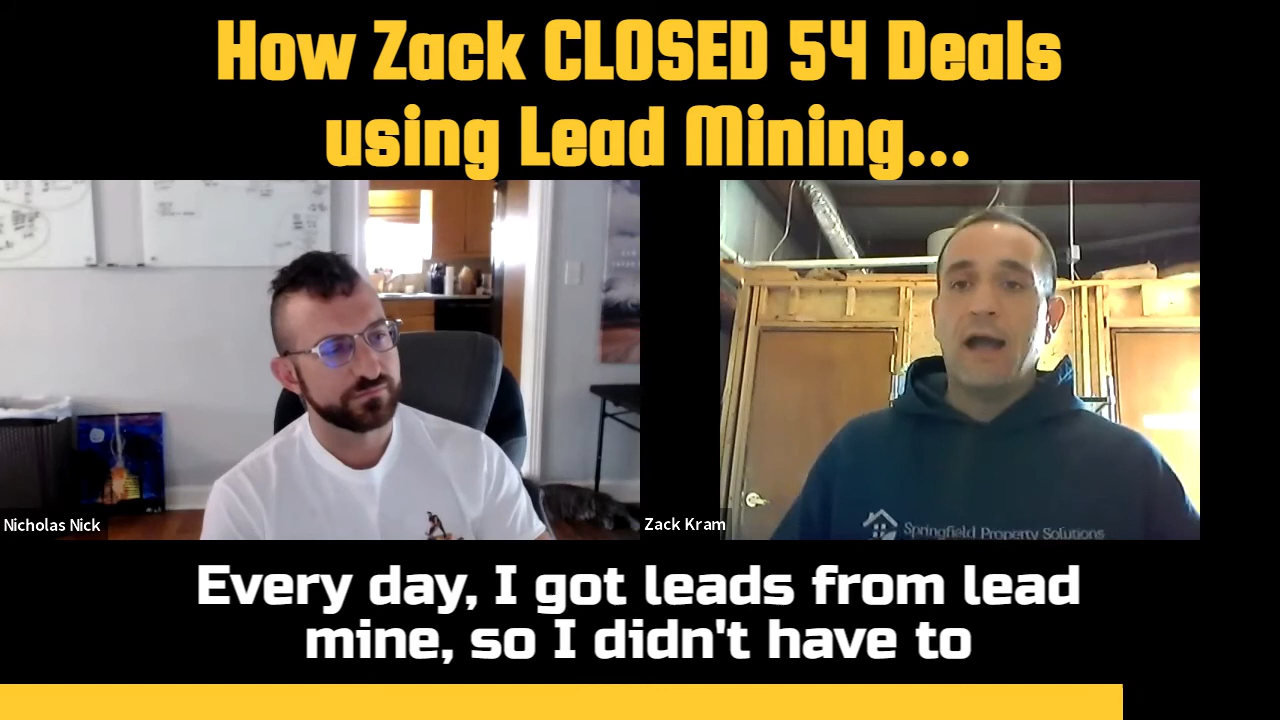 How Zack CLOSED 54 Deals
using Lead Mining...
Nicholas Nick
Zack Kram
Springfield Property Solutions
Every day, I got leads from lead
mine, so I didn't have to